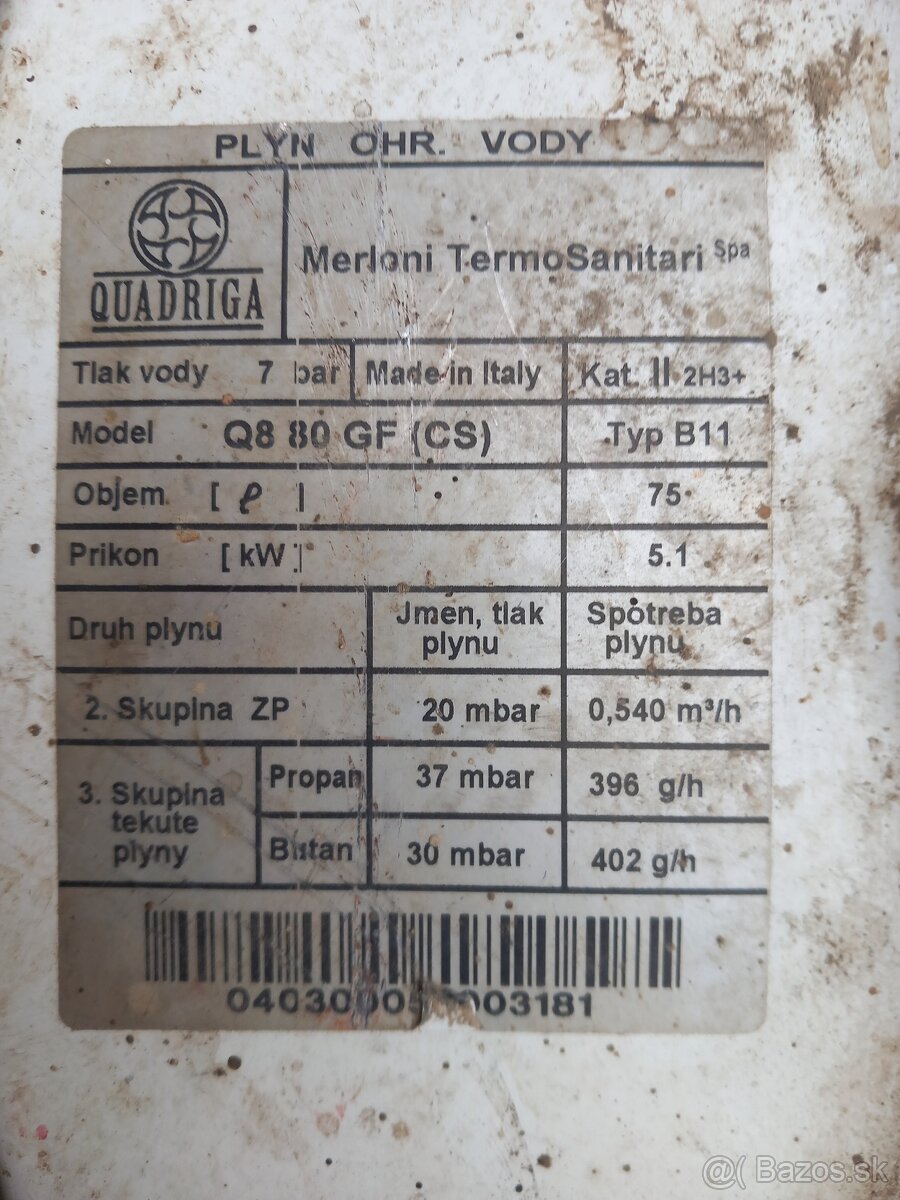 PLYN OHR. VODY
QUADRIGA
Merloni TermoSanitari Spa
Tlak vody 7 bar Made in Italy Kat. II 2H3+
Model Q8 80 GF (CS) Typ B11
Objem [ ℓ ] 75
Prikon [ kW ] 5.1
Druh plynu Jmen, tlak plynu Spotreba plynu
2. Skupina ZP 20 mbar 0,540 m³/h
3. Skupina tekute plyny Propan 37 mbar 396 g/h
Butan 30 mbar 402 g/h
@( Bazos.sk